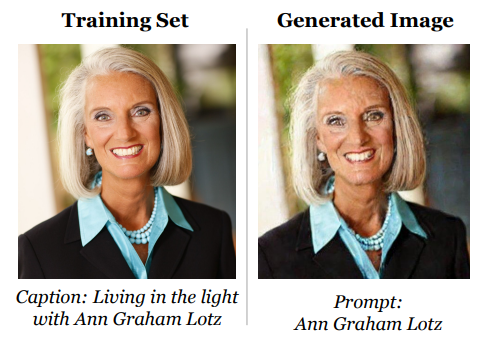 Training Set
Generated Image
Caption: Living in the light
with Ann Graham Lotz
Prompt:
Ann Graham Lotz